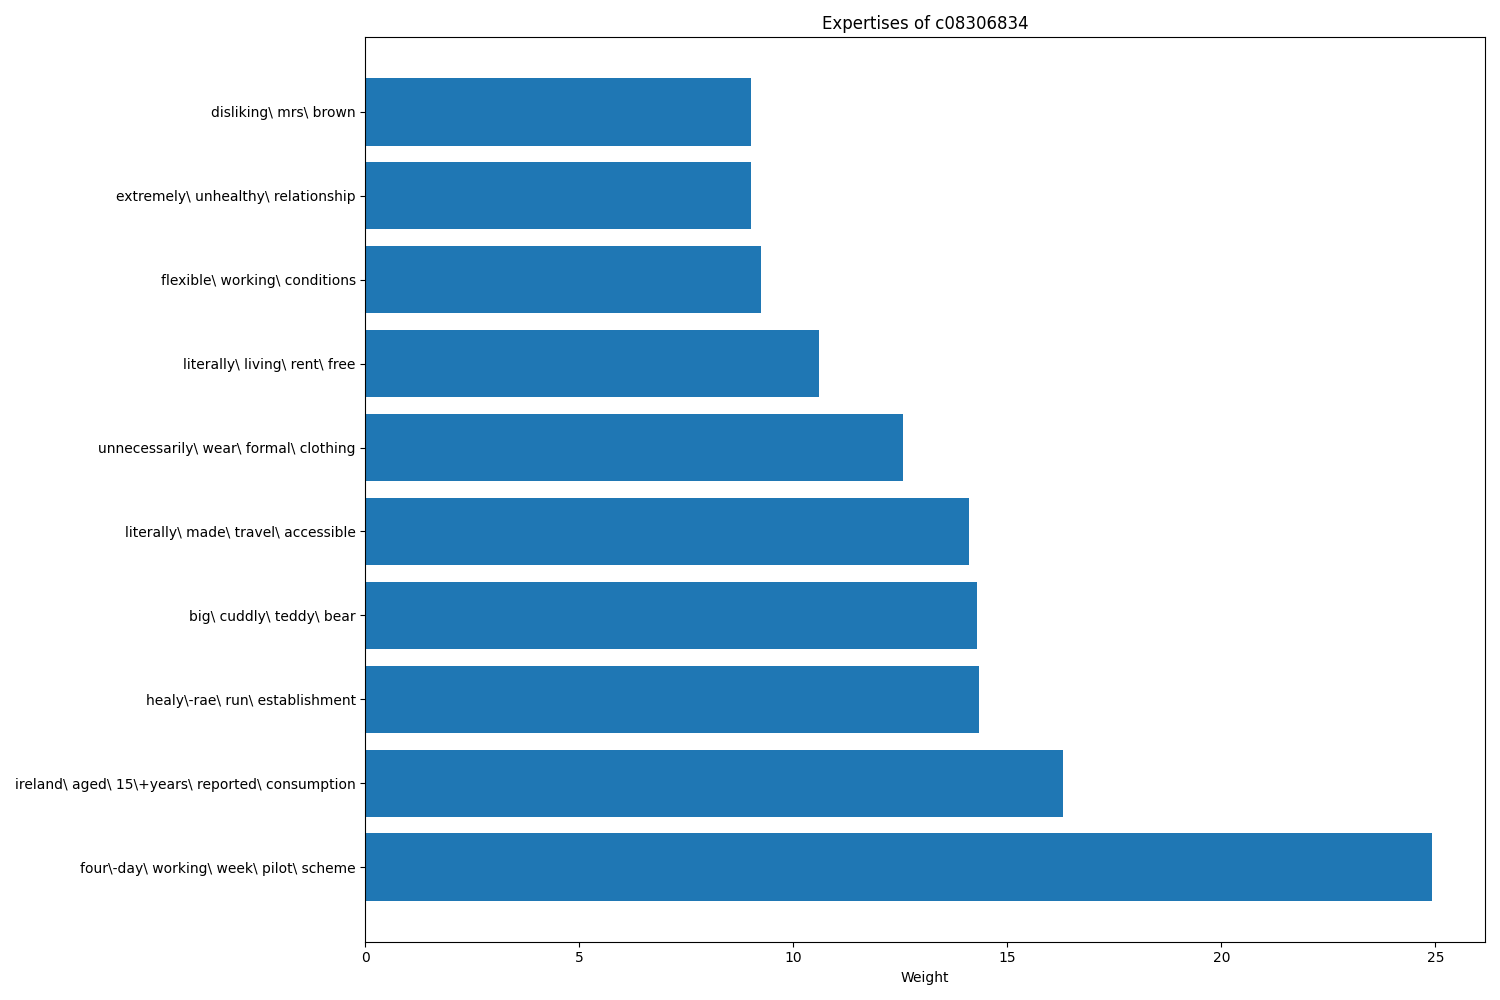 Expertises of c08306834
disliking\ mrs\ brown
extremely\ unhealthy\ relationship
flexible\ working\ conditions
literally\ living\ rent\ free
unnecessarily\ wear\ formal\ clothing
literally\ made\ travel\ accessible
big\ cuddly\ teddy\ bear
healy\-rae\ run\ establishment
ireland\ aged\ 15\+years\ reported\ consumption
four\-day\ working\ week\ pilot\ scheme
0 5 10 15 20 25
Weight